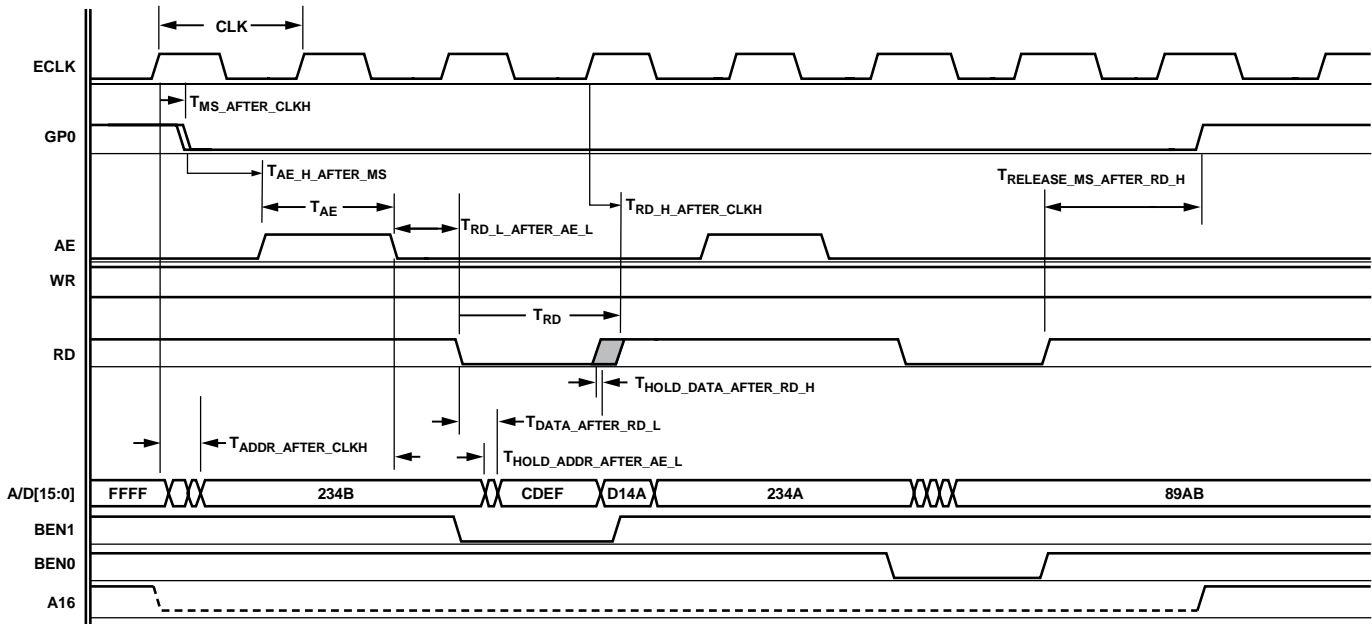 CLK
ECLK
TMS_AFTER_CLKH
GP0
TAE_H_AFTER_MS
TRELEASE_MS_AFTER_RD_H
TAE
TRD_H_AFTER_CLKH
TRD_L_AFTER_AE_L
AE
WR
TRD
RD
THOLD_DATA_AFTER_RD_H
TDATA_AFTER_RD_L
TADDR_AFTER_CLKH
THOLD_ADDR_AFTER_AE_L
A/D[15:0] FFFF 234B CDEF D14A 234A 89AB
BEN1
BEN0
A16